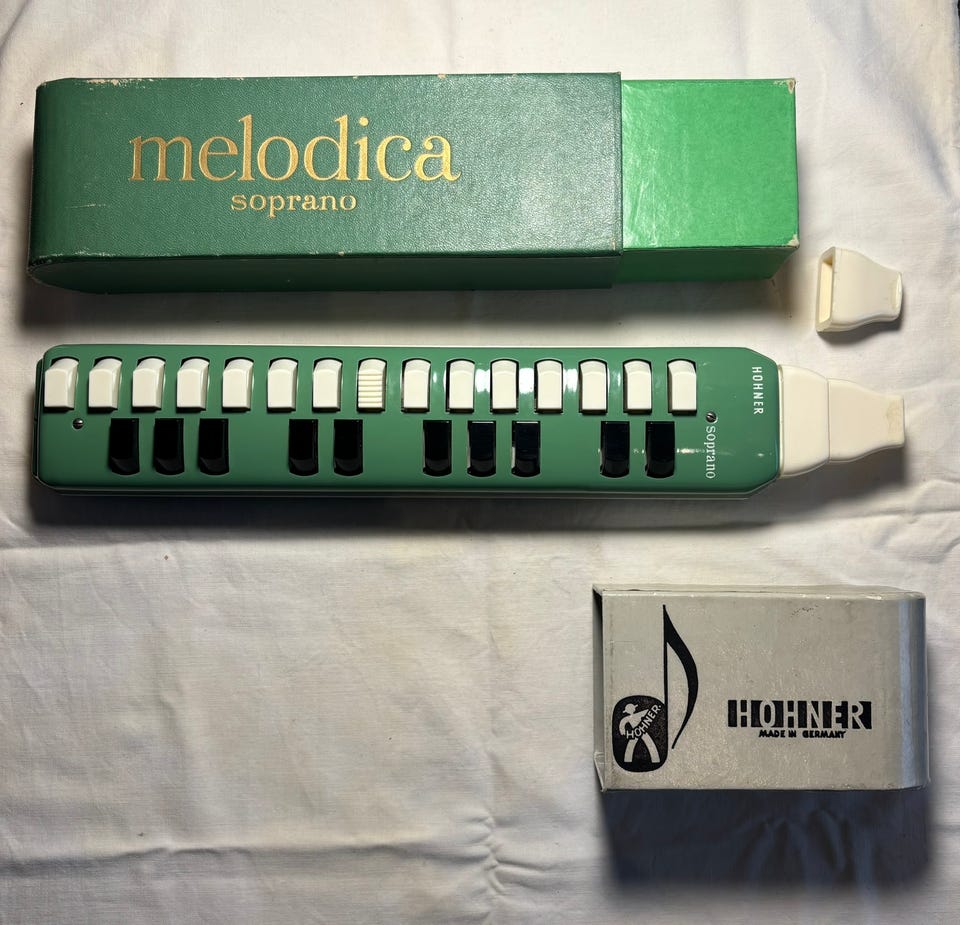 melodica
soprano
HOHNER
soprano
HOHNER
HOHNER
MADE IN GERMANY